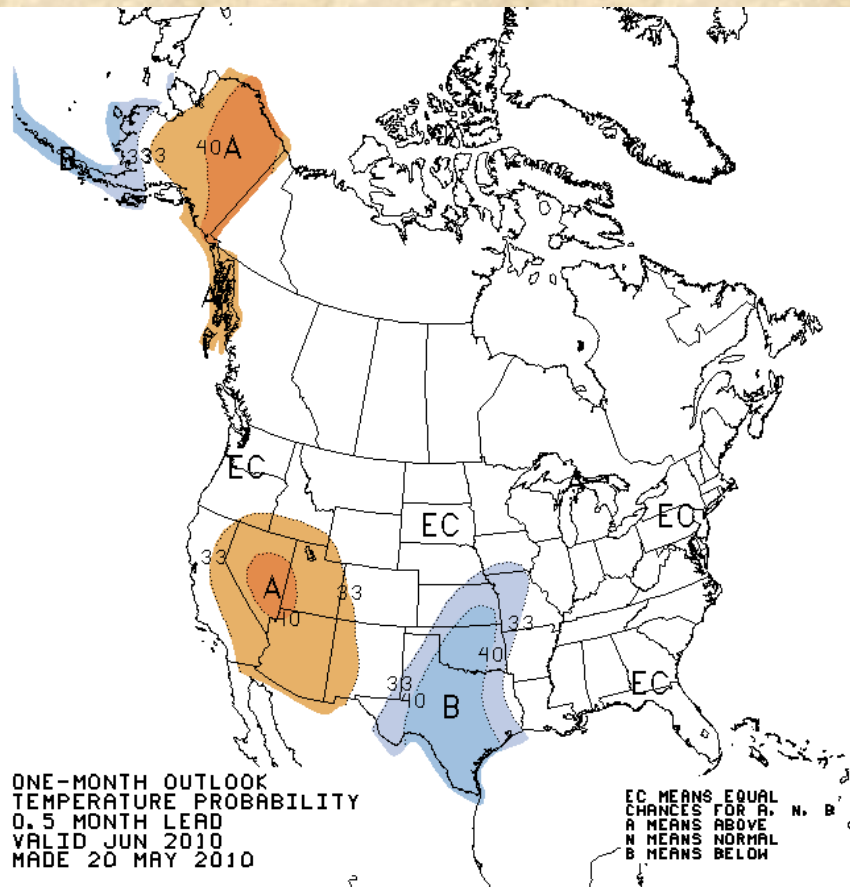 40 A
B 333
A
EC
EC EC
33
A 33
40 33
40
EC
33
40 B
ONE-MONTH OUTLOOK
TEMPERATURE PROBABILITY
0.5 MONTH LEAD
VALID JUN 2010
MADE 20 MAY 2010
EC MEANS EQUAL
CHANCES FOR A, N, B
A MEANS ABOVE
N MEANS NORMAL
B MEANS BELOW